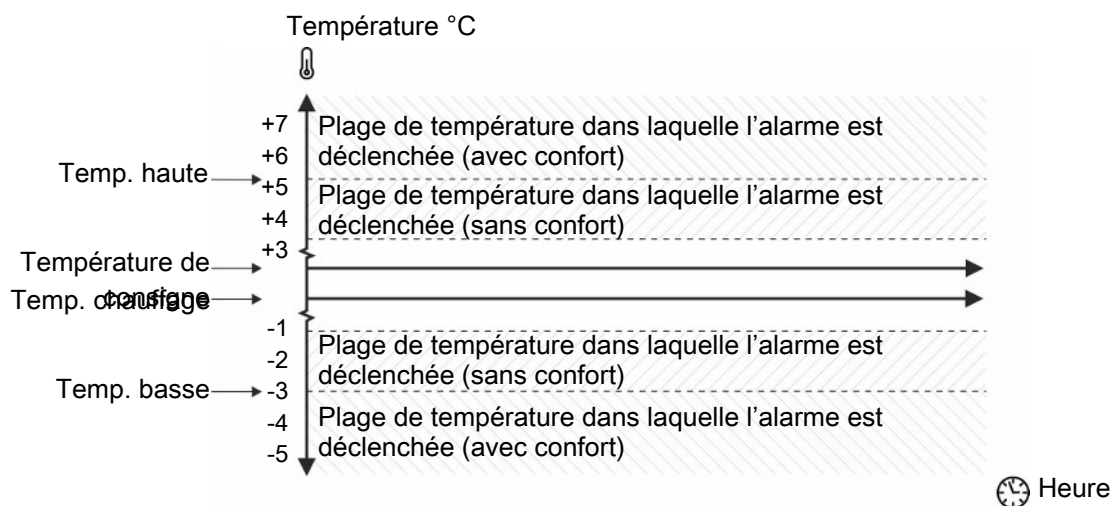 Température °C
+7
Plage de température dans laquelle l’alarme est
+6
déclenchée (avec confort)
Temp. haute
+5
Plage de température dans laquelle l’alarme est
+4
déclenchée (sans confort)
+3
Température de
consigne
Temp. chauffage
-1
Plage de température dans laquelle l’alarme est
-2
déclenchée (sans confort)
Temp. basse
-3
Plage de température dans laquelle l’alarme est
-4
déclenchée (avec confort)
-5
Heure